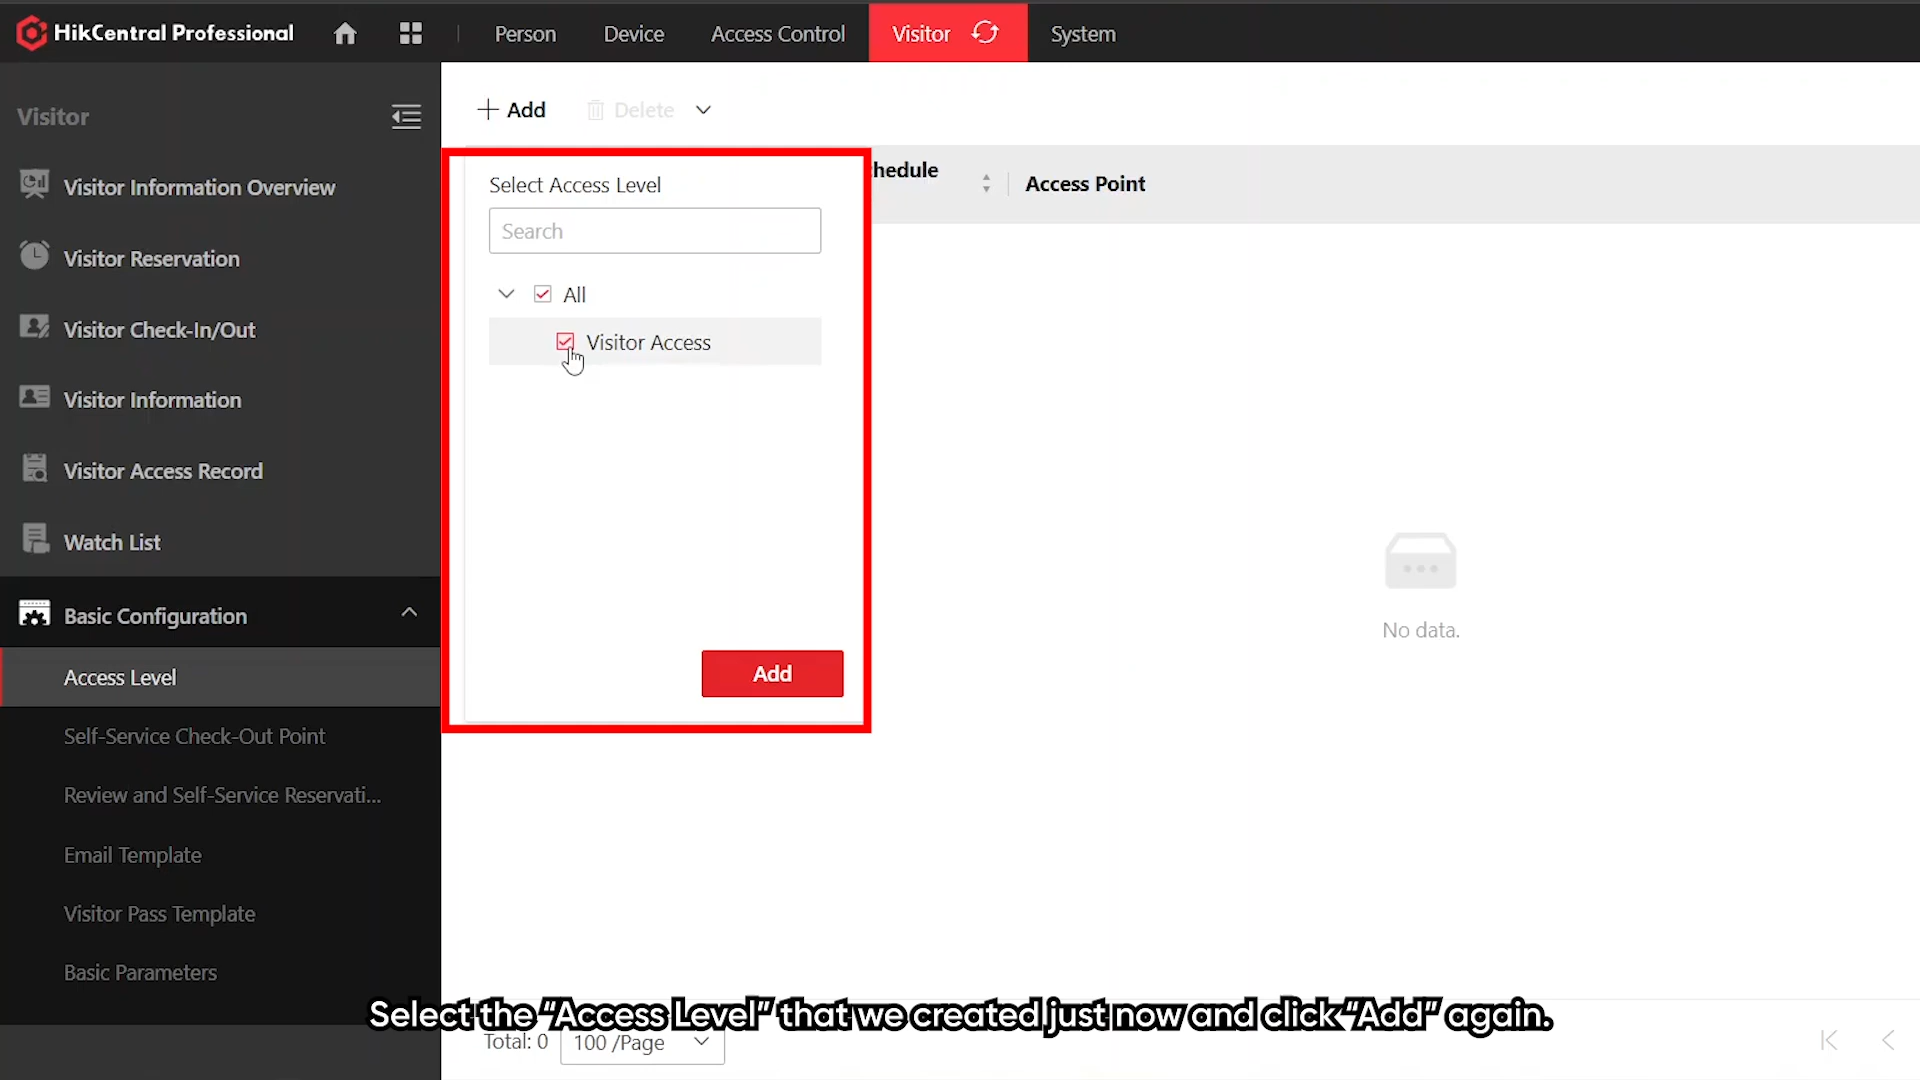 HikCentral Professional
Person
Device
Access Control
Visitor
System
Visitor
Add
Delete
Visitor Information Overview
Visitor Reservation
Visitor Check-In/Out
Visitor Information
Visitor Access Record
Watch List
Basic Configuration
Access Level
Self-Service Check-Out Point
Review and Self-Service Reservati...
Email Template
Visitor Pass Template
Basic Parameters
Select Access Level
Search
All
Visitor Access
Add
hedule
Access Point
No data.
Select the “Access Level” that we created just now and click “Add” again.
Total: 0
100 /Page